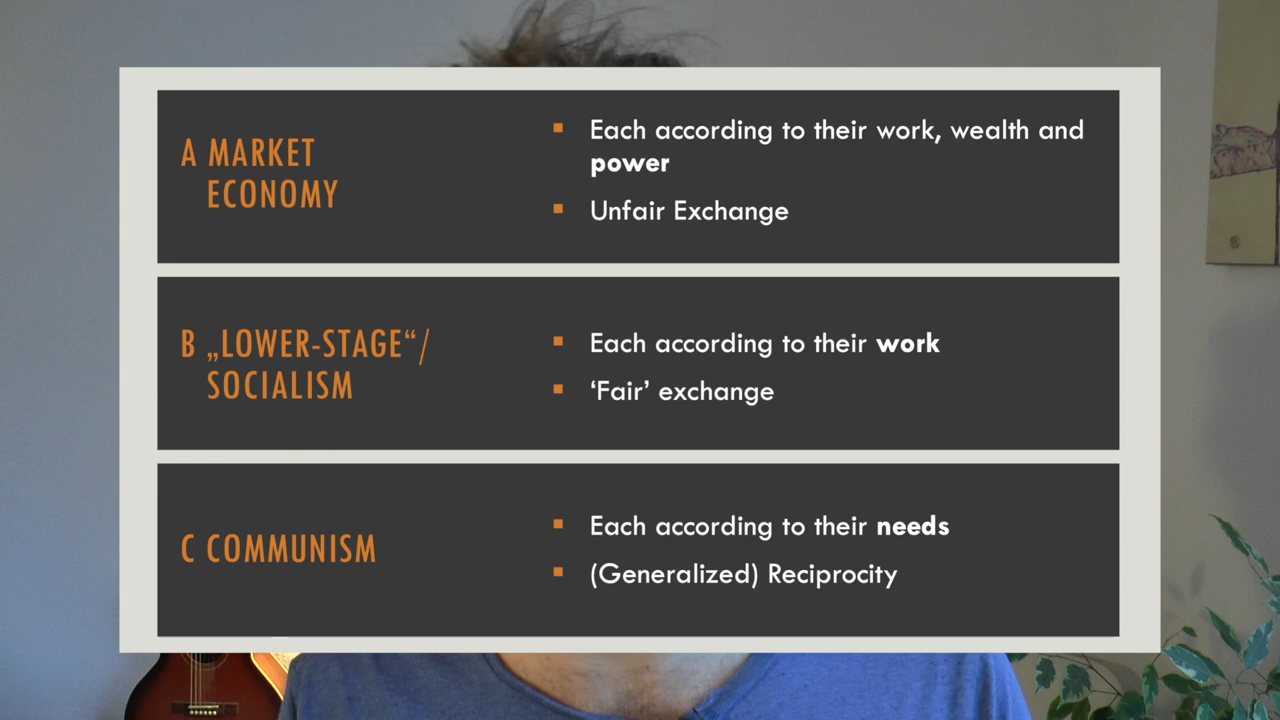 A MARKET
ECONOMY
Each according to their work, wealth and
power
Unfair Exchange
B „LOWER-STAGE“/
SOCIALISM
Each according to their work
‘Fair’ exchange
C COMMUNISM
Each according to their needs
(Generalized) Reciprocity